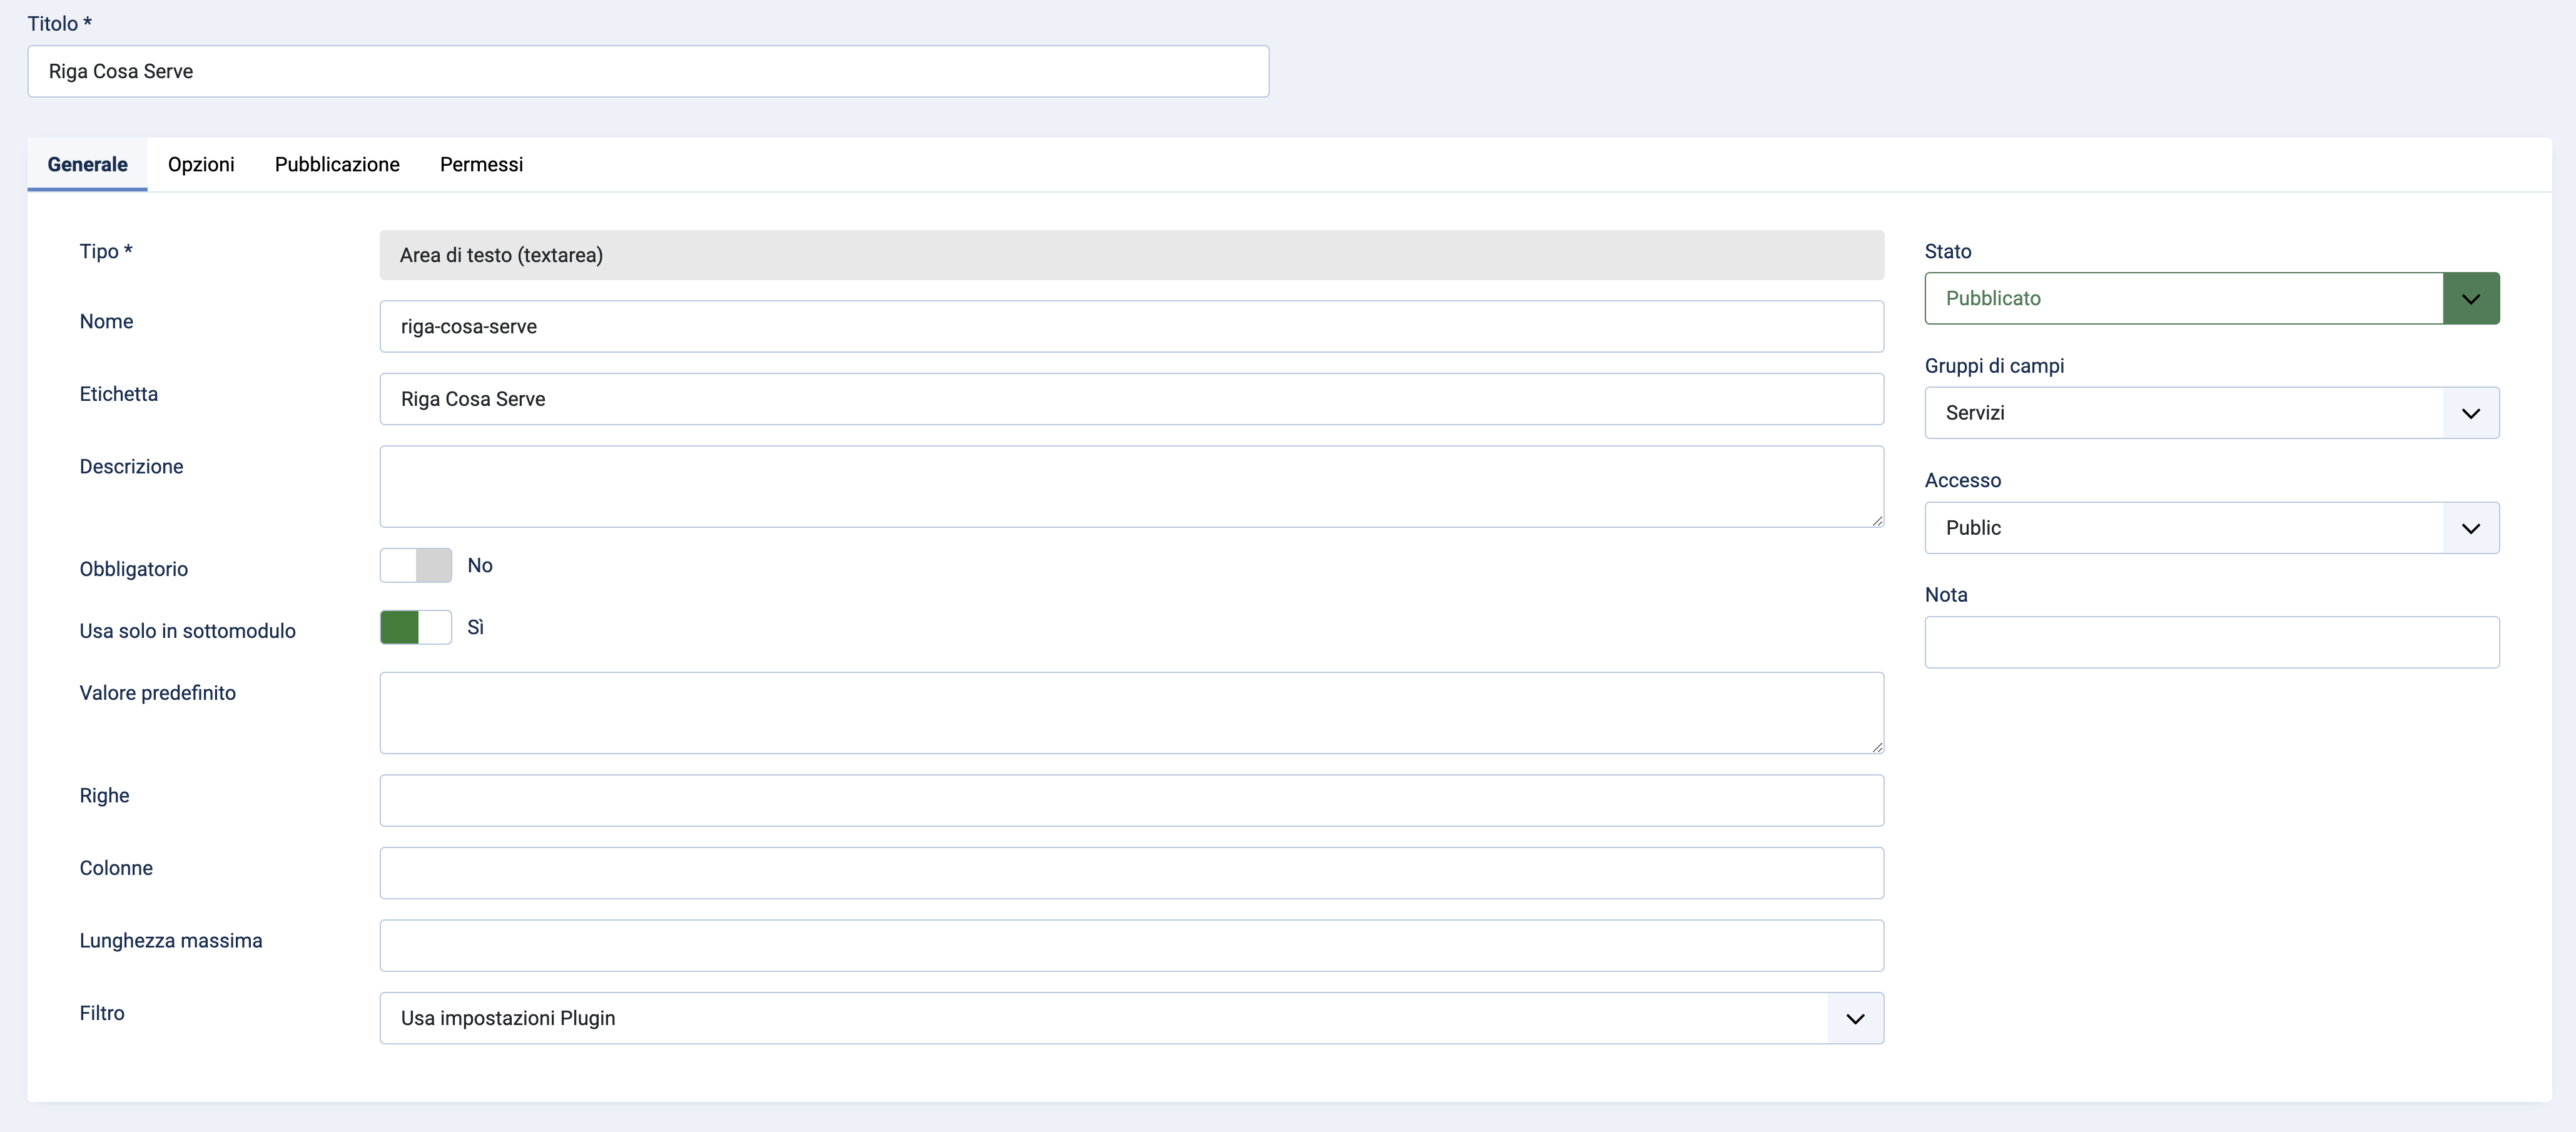 Titolo *
Riga Cosa Serve
Generale
Opzioni
Pubblicazione
Permessi
Tipo *
Area di testo (textarea)
Nome
riga-cosa-serve
Etichetta
Riga Cosa Serve
Descrizione
Obbligatorio
No
Usa solo in sottomodulo
Sì
Valore predefinito
Righe
Colonne
Lunghezza massima
Filtro
Usa impostazioni Plugin
Stato
Pubblicato
Gruppi di campi
Servizi
Accesso
Public
Nota